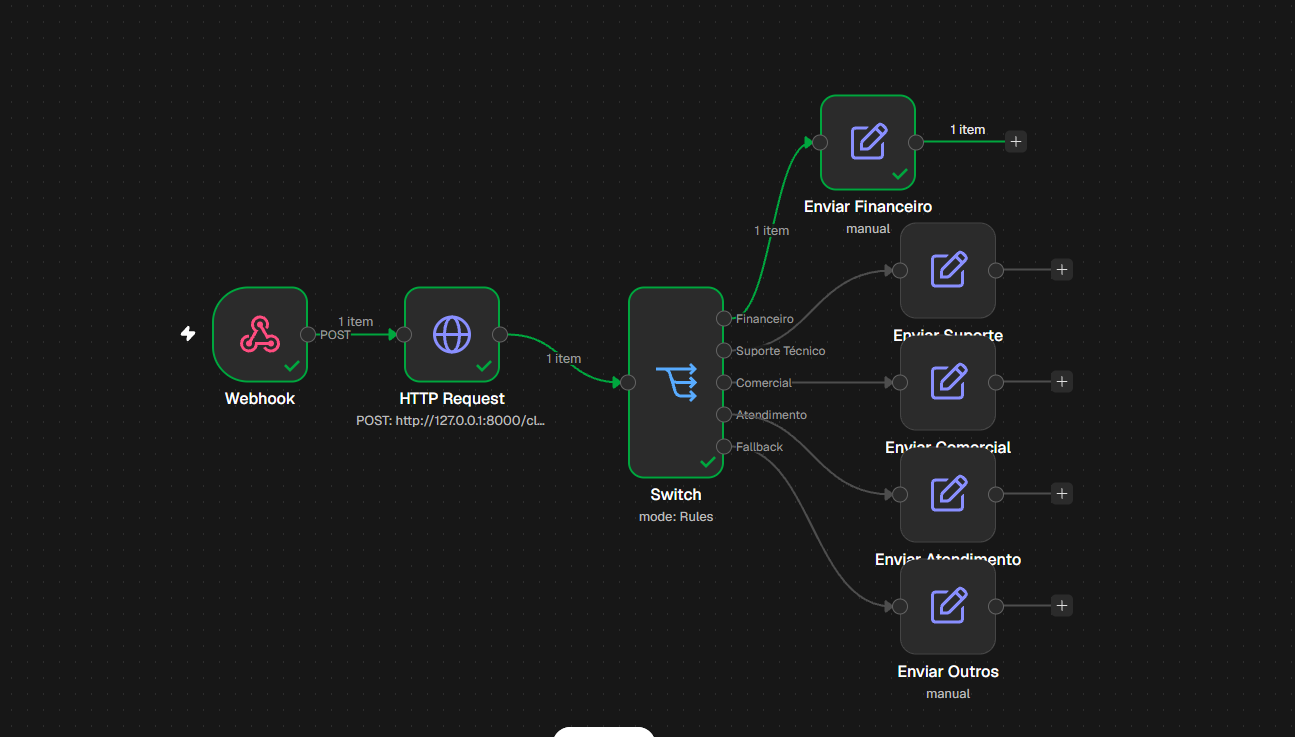 1 item
Enviar Financeiro
manual
1 item
Enviar Suporte
1 item
POST
Webhook
HTTP Request
POST: http://127.0.0.1:8000/cl...
1 item
Financeiro
Suporte Técnico
Comercial
Atendimento
Fallback
Switch
mode: Rules
Enviar Comercial
Enviar Atendimento
Enviar Outros
manual